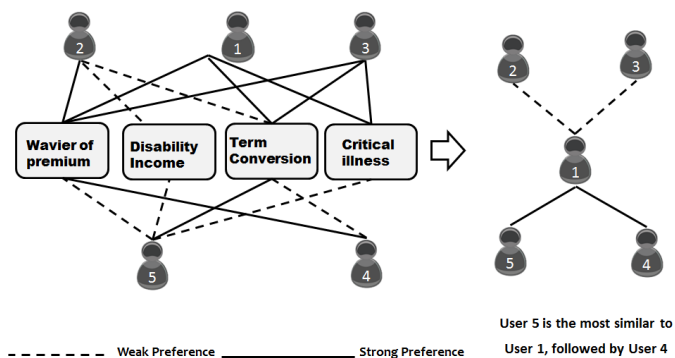 2
1
3
2
3
Wavier of
premium
Disability
Income
Term
Conversion
Critical
illness
1
5
4
5
4
User 5 is the most similar to
User 1, followed by User 4
Weak Preference
Strong Preference